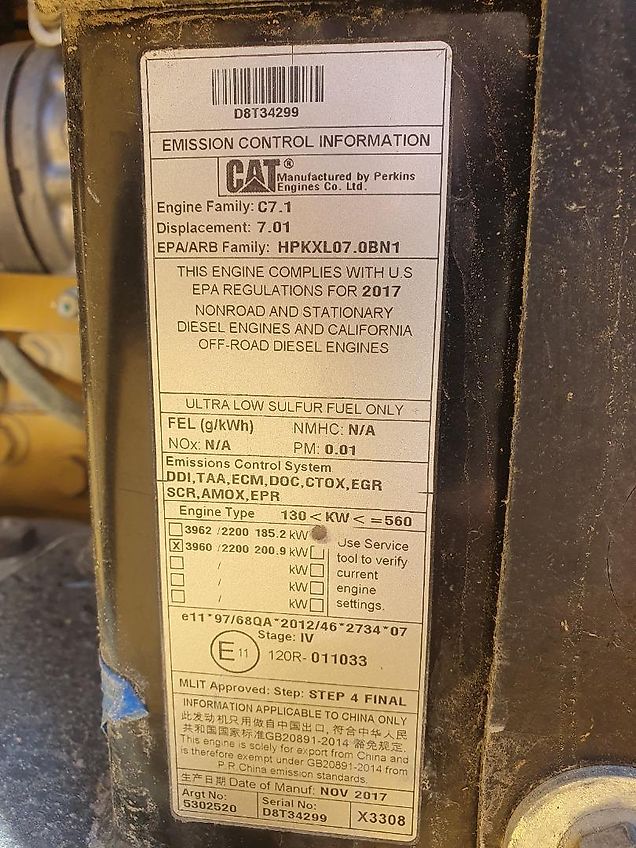 D8T34299
EMISSION CONTROL INFORMATION
CAT® Manufactured by Perkins
Engines Co. Ltd.
Engine Family: C7.1
Displacement: 7.01
EPA/ARB Family: HPKXL07.0BN1
THIS ENGINE COMPLIES WITH U.S
EPA REGULATIONS FOR 2017
NONROAD AND STATIONARY
DIESEL ENGINES AND CALIFORNIA
OFF-ROAD DIESEL ENGINES
ULTRA LOW SULFUR FUEL ONLY
FEL (g/kWh) NMHC: N/A
NOx: N/A PM: 0.01
Emissions Control System
DDI,TAA,ECM,DOC,CTOX,EGR
SCR,AMOX,EPR
Engine Type 130 < KW < =560
3962 /2200 185.2 kW
X 3960 /2200 200.9 kW
/ kW
/ kW
/ kW
Use Service
tool to verify
current
engine
settings.
e11*97/68QA*2012/46*2734*07
Stage: IV
E11 120R-011033
MLIT Approved: Step: STEP 4 FINAL
INFORMATION APPLICABLE TO CHINA ONLY
此发动机只用做自中国出口, 符合中华人民
共和国国家标准GB20891-2014 豁免规定.
This engine is solely for export from China and
is therefore exempt under GB20891-2014 from
P.R.China emission standards.
生产日期 Date of Manuf: NOV 2017
Argt No:
5302520
Serial No:
D8T34299
X3308